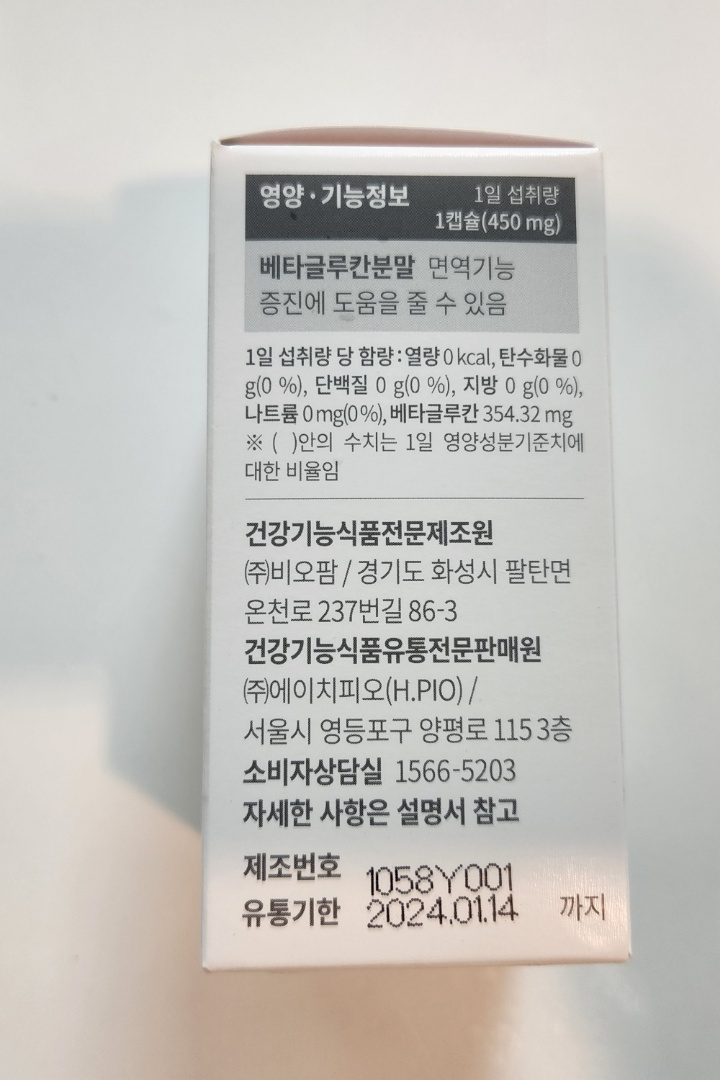 영양·기능정보 1일 섭취량
1캡슐(450 mg)
베타글루칸분말 면역기능
증진에 도움을 줄 수 있음
1일 섭취량 당 함량 : 열량 0 kcal, 탄수화물 0
g(0 %), 단백질 0 g(0 %), 지방 0 g(0 %),
나트륨 0 mg(0 %), 베타글루칸 354.32 mg
※ ( )안의 수치는 1일 영양성분기준치에
대한 비율임
건강기능식품전문제조원
㈜비오팜 / 경기도 화성시 팔탄면
온천로 237번길 86-3
건강기능식품유통전문판매원
㈜에이치피오(H.PIO) /
서울시 영등포구 양평로 115 3층
소비자상담실 1566-5203
자세한 사항은 설명서 참고
제조번호 1058Y001
유통기한 2024.01.14 까지